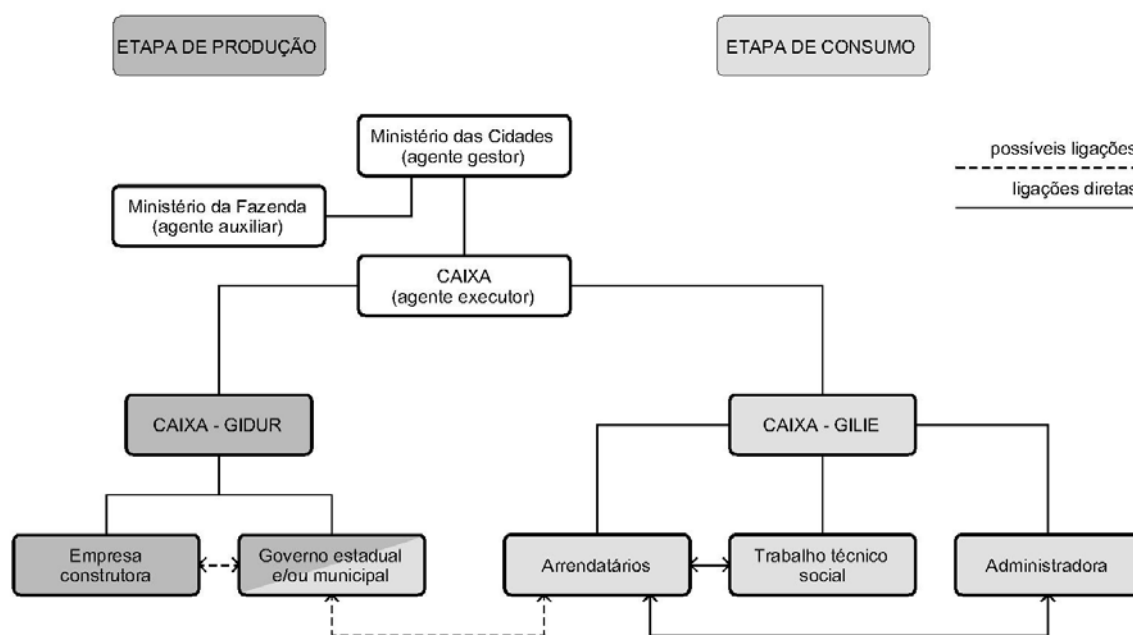 ETAPA DE PRODUÇÃO
ETAPA DE CONSUMO
Ministério das Cidades
(agente gestor)
possíveis ligações
ligações diretas
Ministério da Fazenda
(agente auxiliar)
CAIXA
(agente executor)
CAIXA - GIDUR
CAIXA - GILIE
Empresa
construtora
Governo estadual
e/ou municipal
Arrendatários
Trabalho técnico
social
Administradora